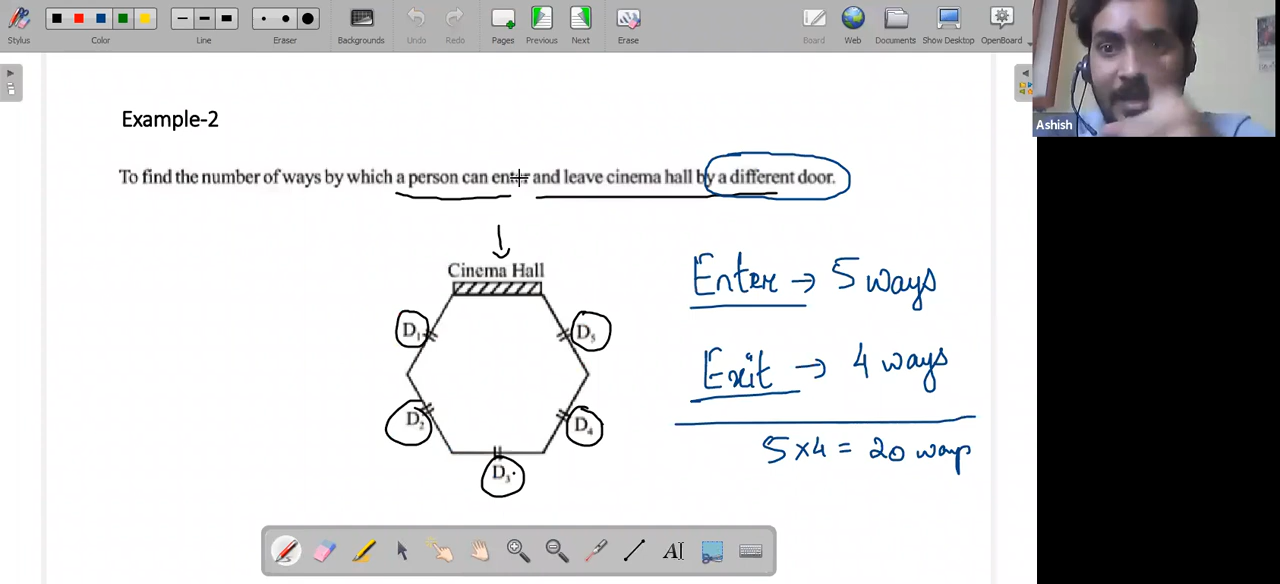 Stylus
Color
Line
Eraser
Backgrounds
Undo
Redo
Pages
Previous
Next
Erase
Board
Web
Documents
Show Desktop
OpenBoard
Ashish
Example-2
To find the number of ways by which a person can enter and leave cinema hall by a different door.
Cinema Hall
D₁
D₅
D₂
D₄
D₃
Enter → 5 ways
Exit → 4 ways
5×4 = 20 ways